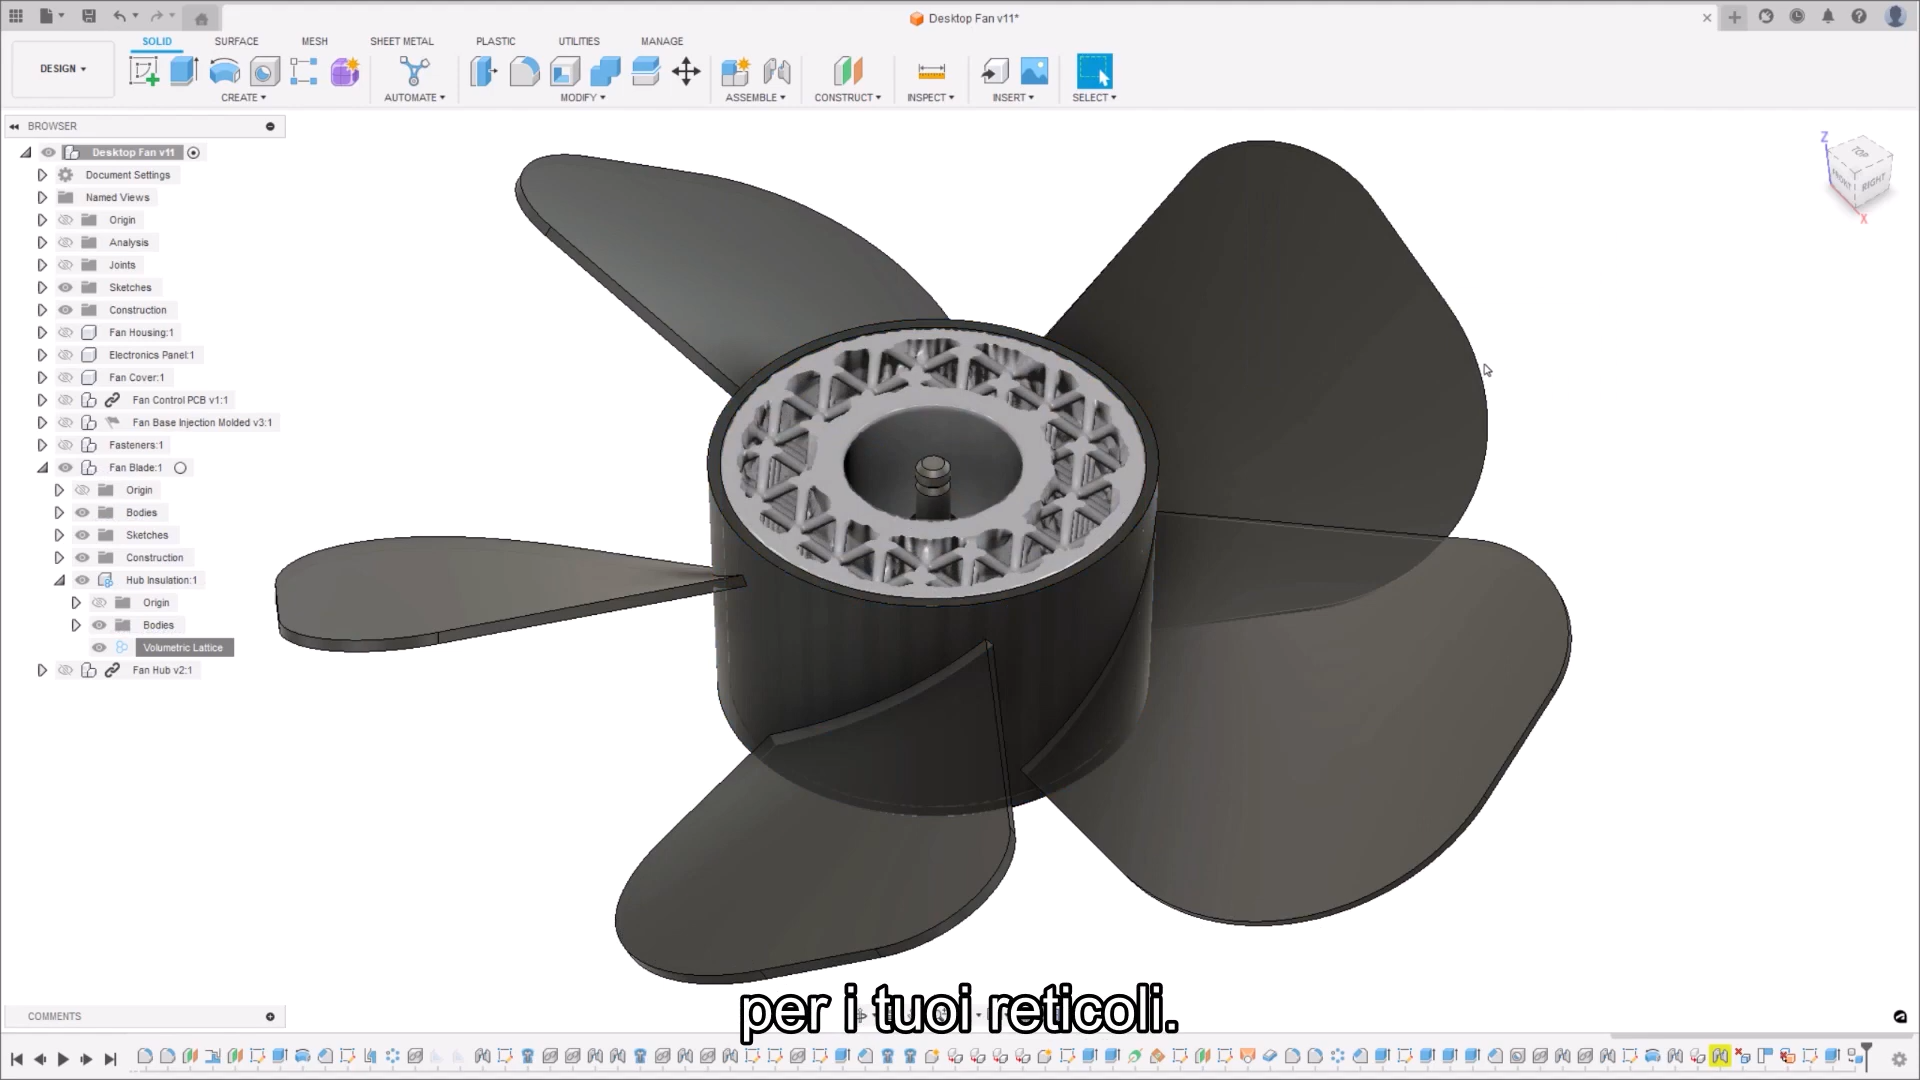 Desktop Fan v11*
DESIGN
SOLID
SURFACE
MESH
SHEET METAL
PLASTIC
UTILITIES
MANAGE
CREATE
AUTOMATE
MODIFY
ASSEMBLE
CONSTRUCT
INSPECT
INSERT
SELECT
BROWSER
Desktop Fan v11
Document Settings
Named Views
Origin
Analysis
Joints
Sketches
Construction
Fan Housing:1
Electronics Panel:1
Fan Cover:1
Fan Control PCB v1:1
Fan Base Injection Molded v3:1
Fasteners:1
Fan Blade:1
Origin
Bodies
Sketches
Construction
Hub Insulation:1
Origin
Bodies
Volumetric Lattice
Fan Hub v2:1
Z
TOP
FRONT
RIGHT
X
per i tuoi reticoli.
COMMENTS